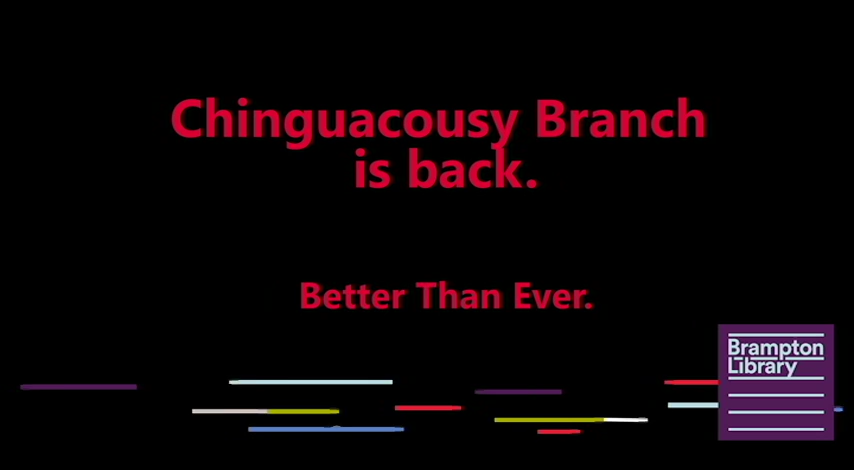 Chinguacousy Branch
is back.
Better Than Ever.
Brampton
Library